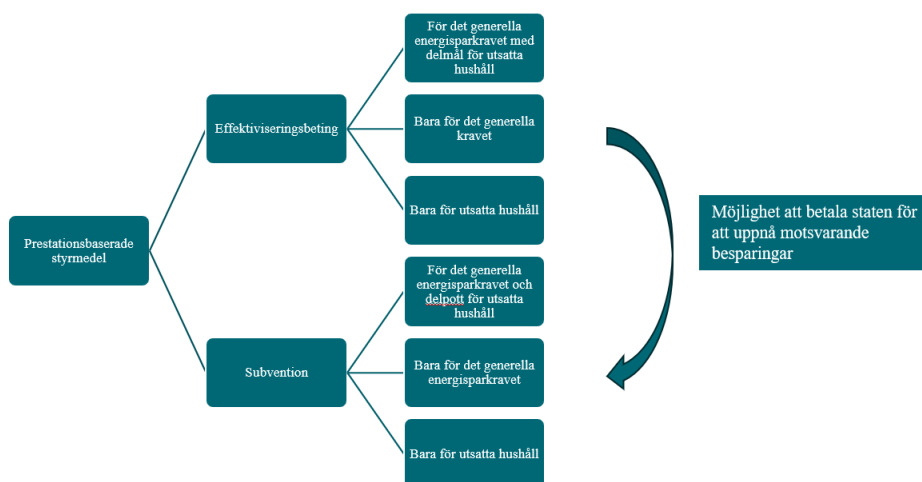 Prestationsbaserade
styrmedel
Effektiviseringsbeting
För det generella
energisparkravet med
delmål för utsatta
hushåll
Bara för det generella
kravet
Bara för utsatta hushåll
Subvention
För det generella
energisparkravet och
delpott för utsatta
hushåll
Bara för det generella
energisparkravet
Bara för utsatta hushåll
Möjlighet att betala staten för
att uppnå motsvarande
besparingar